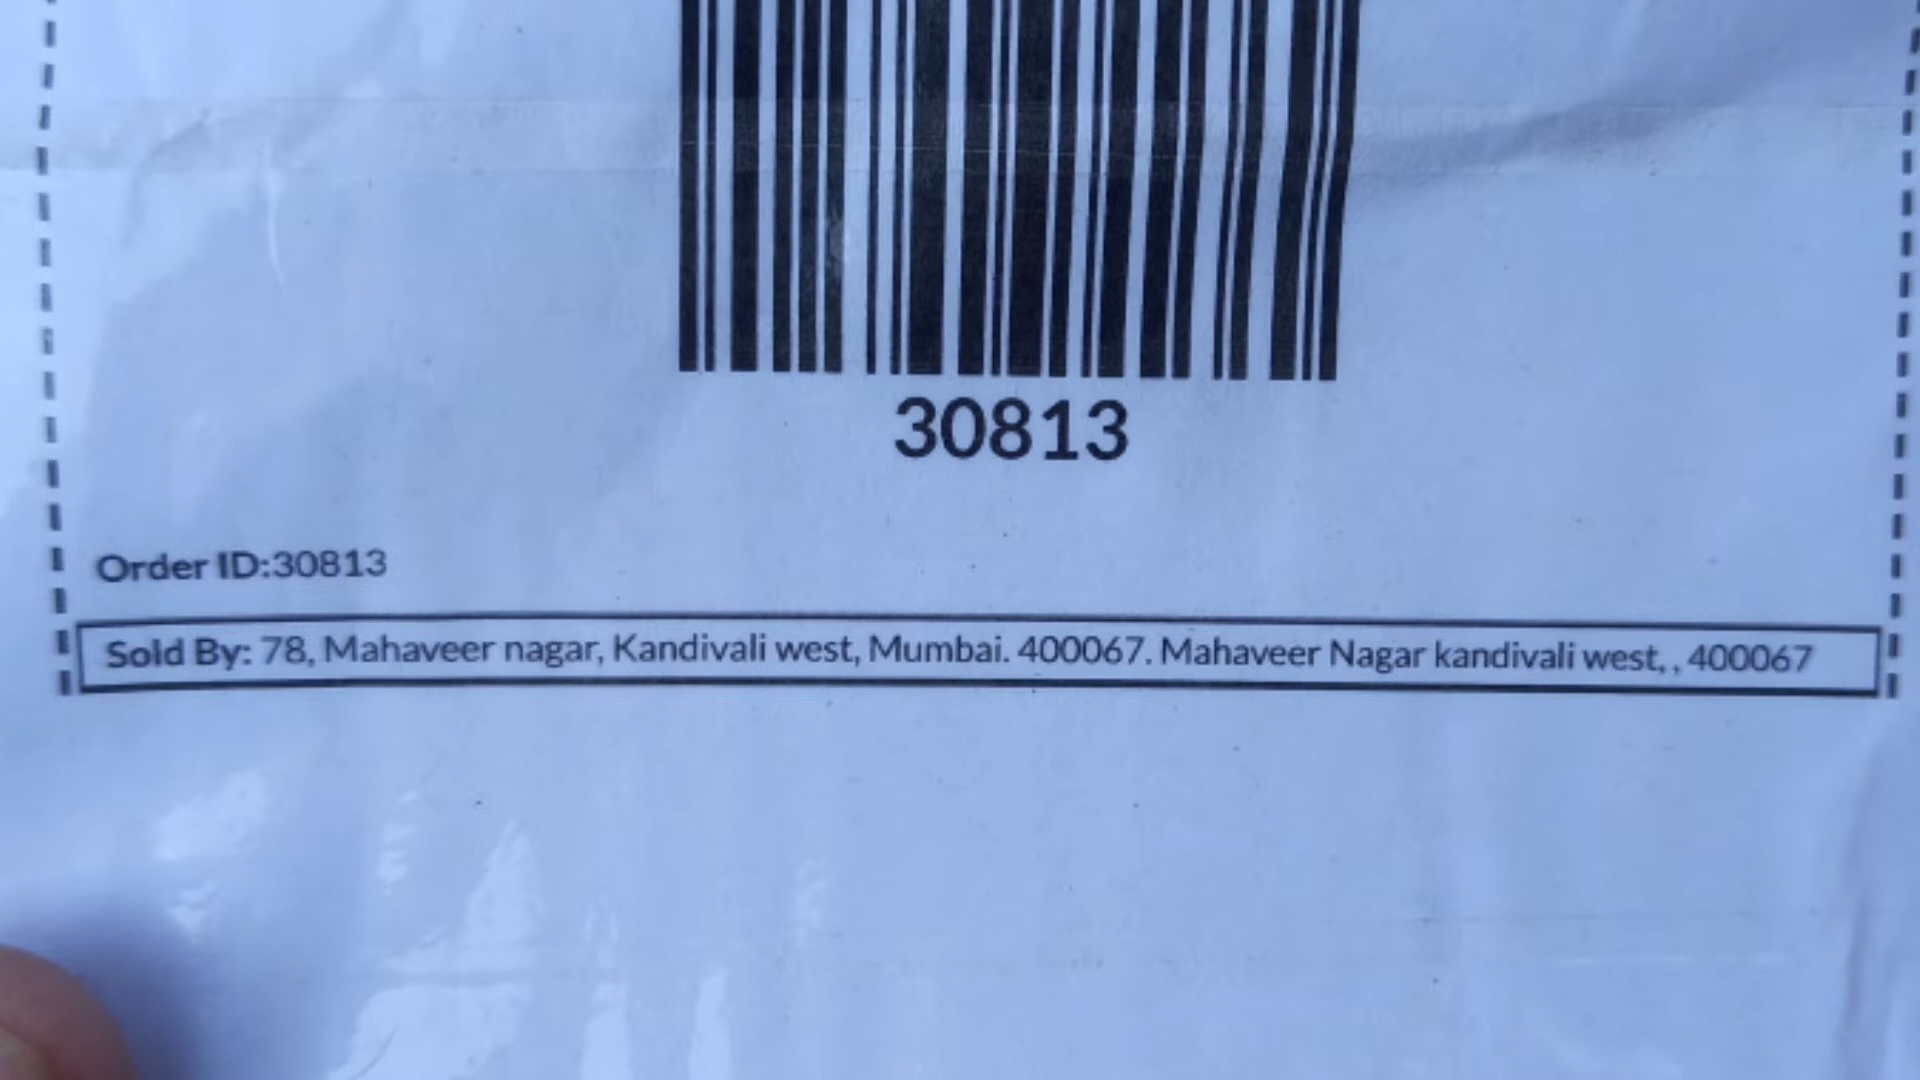 30813
Order ID:30813
Sold By: 78, Mahaveer nagar, Kandivali west, Mumbai. 400067. Mahaveer Nagar kandivali west, , 400067